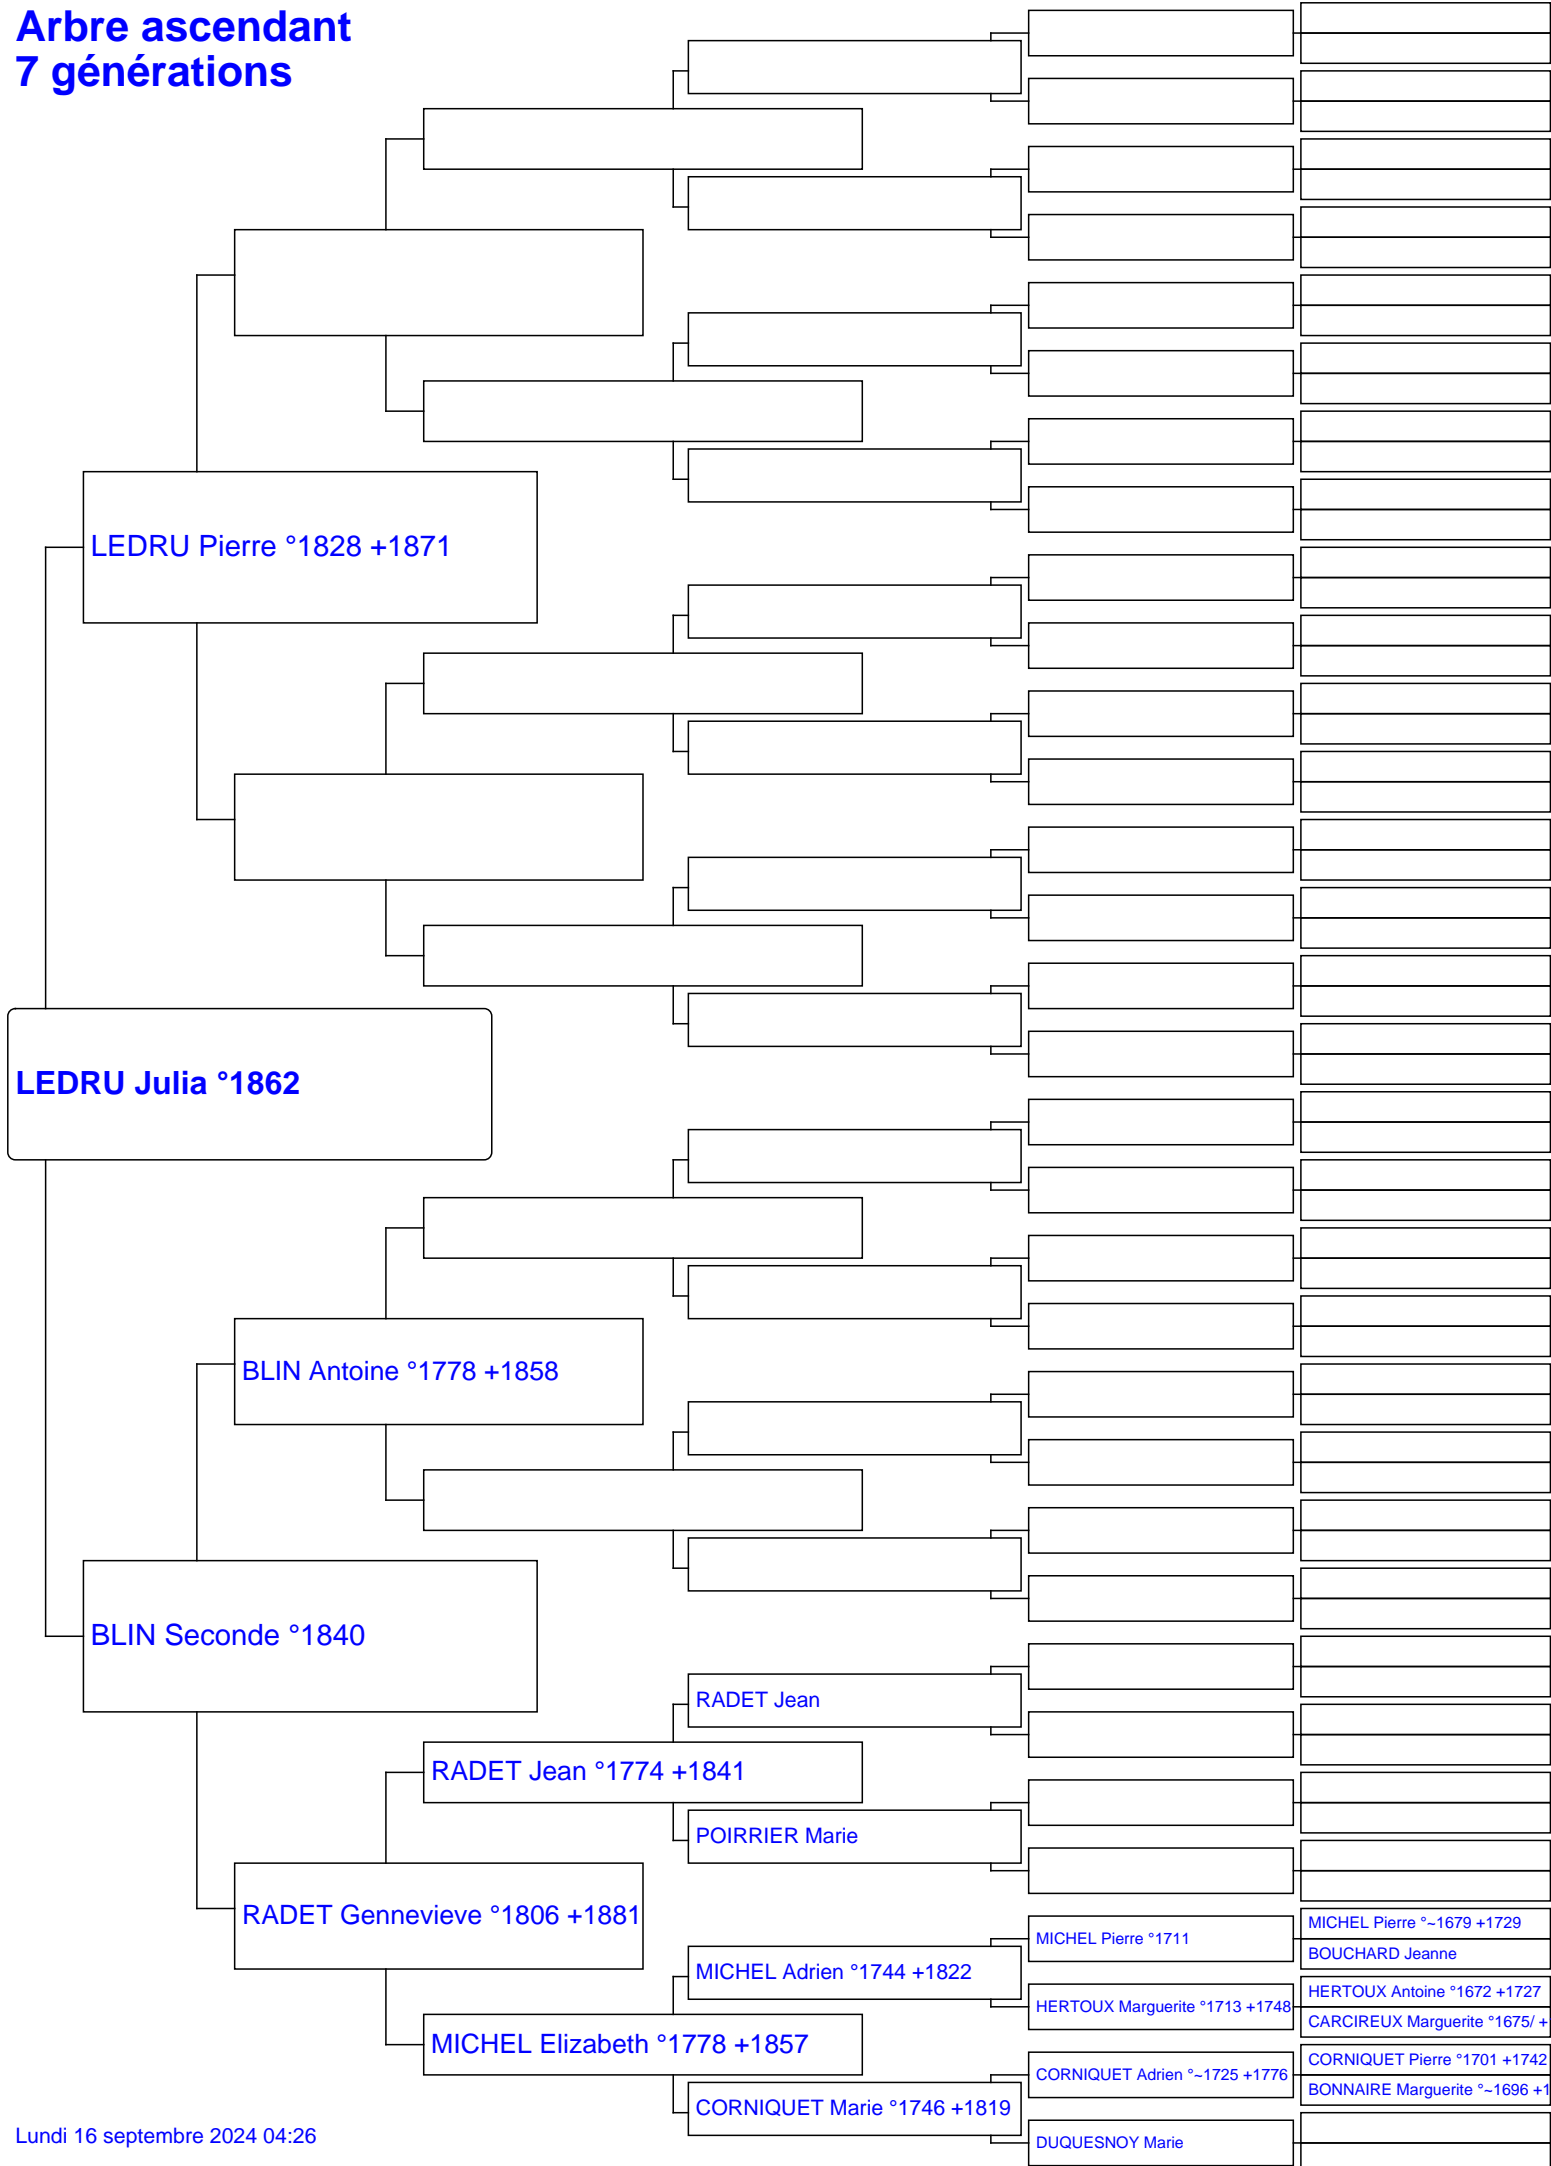 Arbre ascendant
7 générations
LEDRU Pierre °1828 +1871
LEDRU Julia °1862
BLIN Antoine °1778 +1858
BLIN Seconde °1840
RADET Jean
RADET Jean °1774 +1841
POIRRIER Marie
RADET Gennevieve °1806 +1881
MICHEL Pierre °~1679 +1729
MICHEL Pierre °1711
BOUCHARD Jeanne
MICHEL Adrien °1744 +1822
HERTOUX Antoine °1672 +1727
HERTOUX Marguerite °1713 +1748
CARCIREUX Marguerite °1675/ +
MICHEL Elizabeth °1778 +1857
CORNIQUET Pierre °1701 +1742
CORNIQUET Adrien °~1725 +1776
BONNAIRE Marguerite °~1696 +1
CORNIQUET Marie °1746 +1819
DUQUESNOY Marie
Lundi 16 septembre 2024 04:26